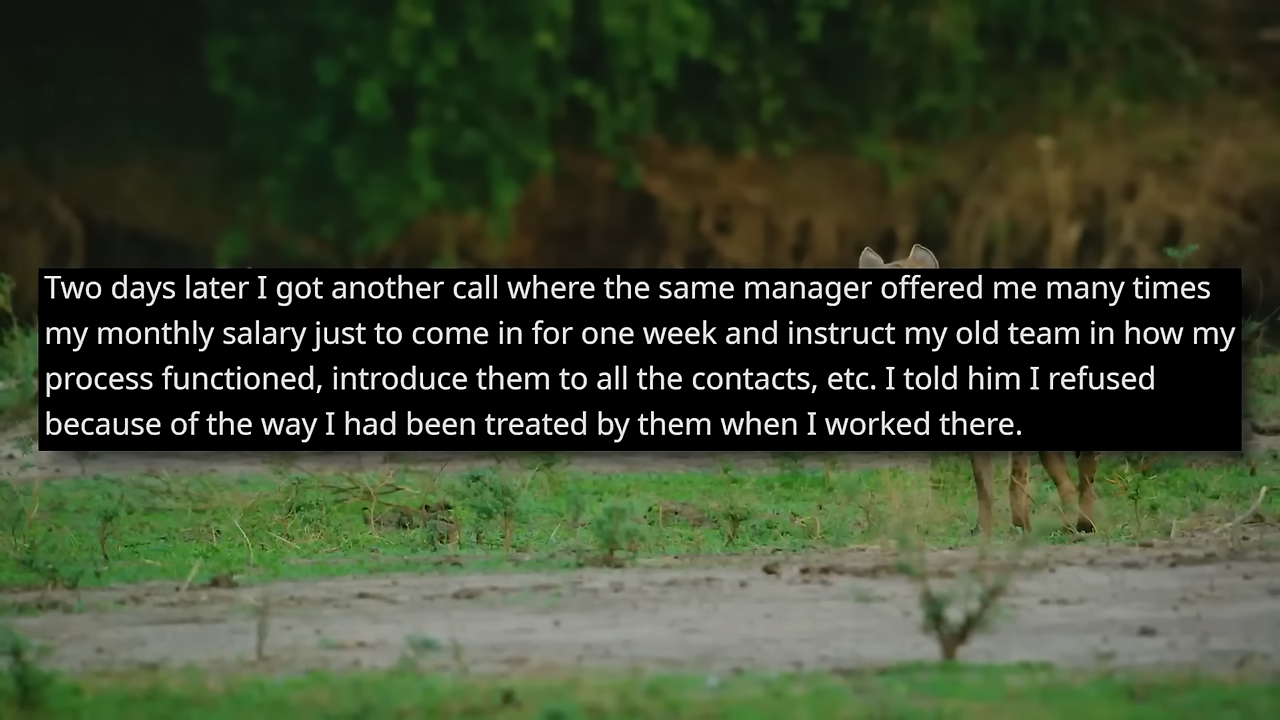 Two days later I got another call where the same manager offered me many times
my monthly salary just to come in for one week and instruct my old team in how my
process functioned, introduce them to all the contacts, etc. I told him I refused
because of the way I had been treated by them when I worked there.